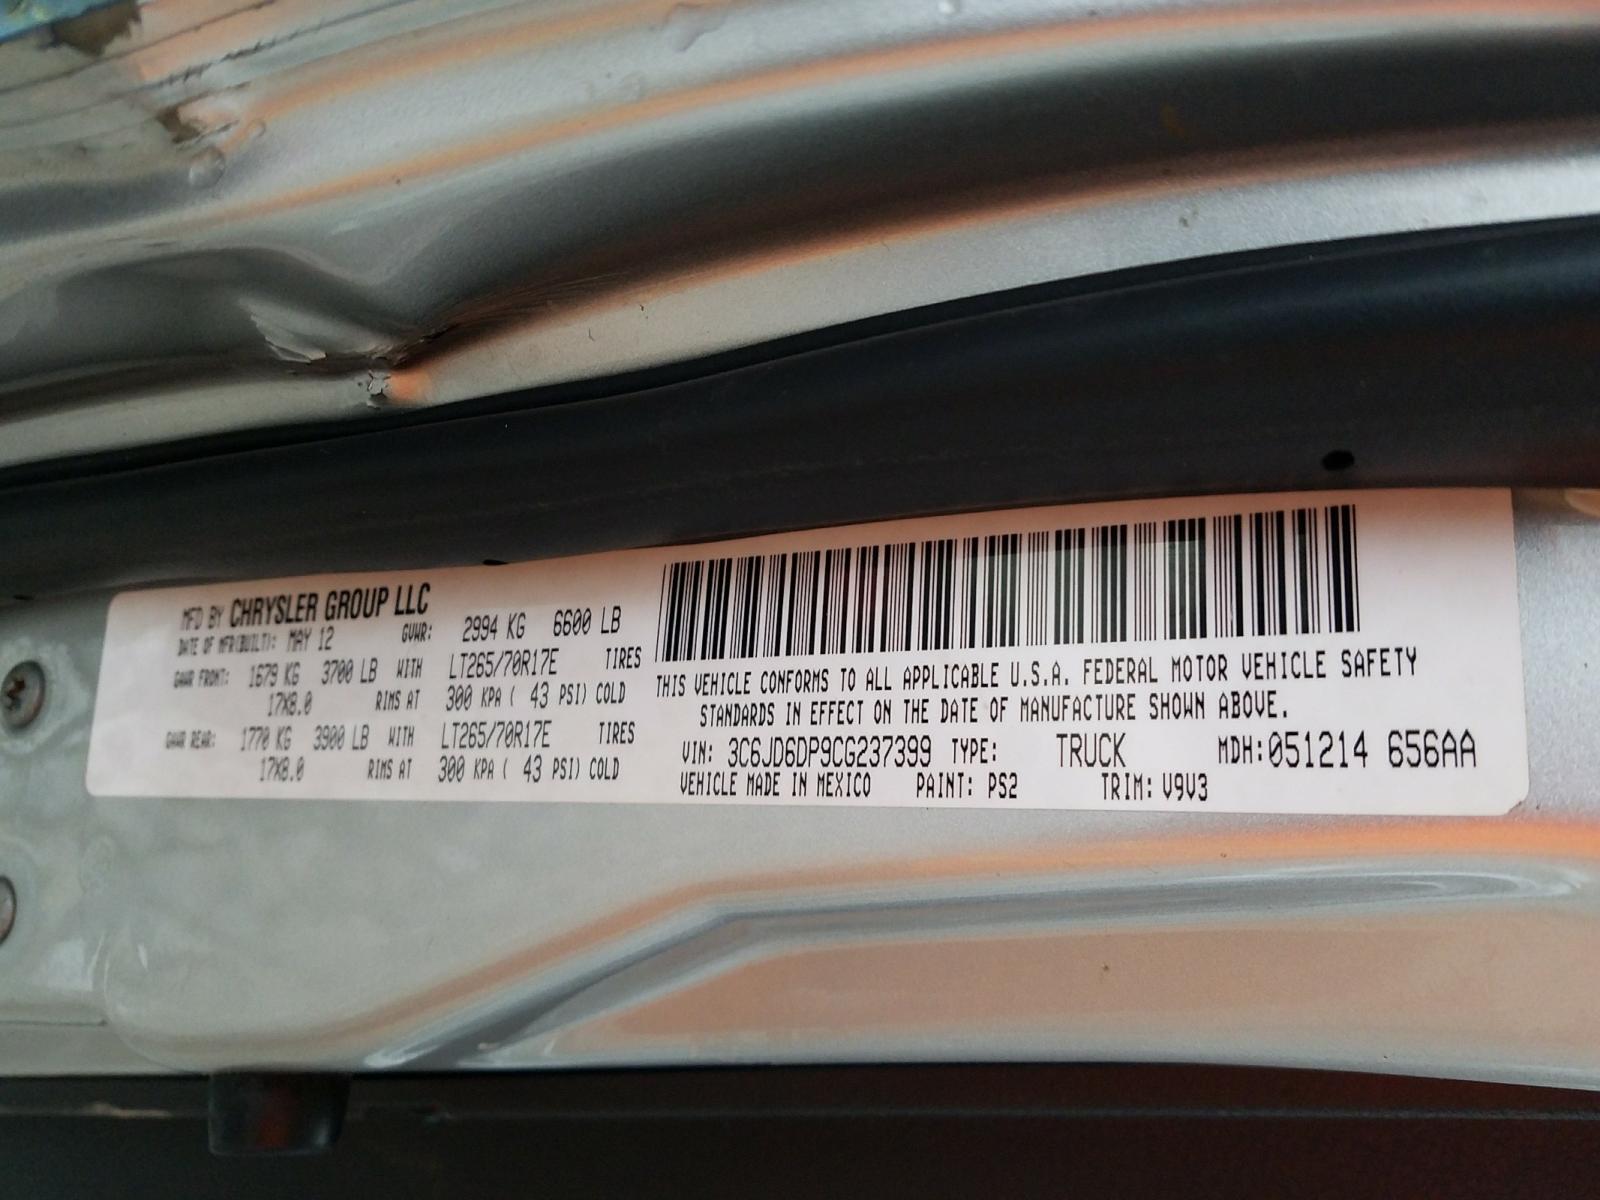 MFD BY CHRYSLER GROUP LLC
DATE OF MFR(BUILT): MAY 12 GVWR: 2994 KG 6600 LB
GAWR FRONT: 1679 KG 3700 LB WITH LT265/70R17E TIRES
17X8.0 RIMS AT 300 KPA ( 43 PSI) COLD
GAWR REAR: 1770 KG 3900 LB WITH LT265/70R17E TIRES
17X8.0 RIMS AT 300 KPA ( 43 PSI) COLD
THIS VEHICLE CONFORMS TO ALL APPLICABLE U.S.A. FEDERAL MOTOR VEHICLE SAFETY
STANDARDS IN EFFECT ON THE DATE OF MANUFACTURE SHOWN ABOVE.
VIN: 3C6JD6DP9CG237399 TYPE: TRUCK MDH:051214 656AA
VEHICLE MADE IN MEXICO PAINT: PS2 TRIM: V9V3